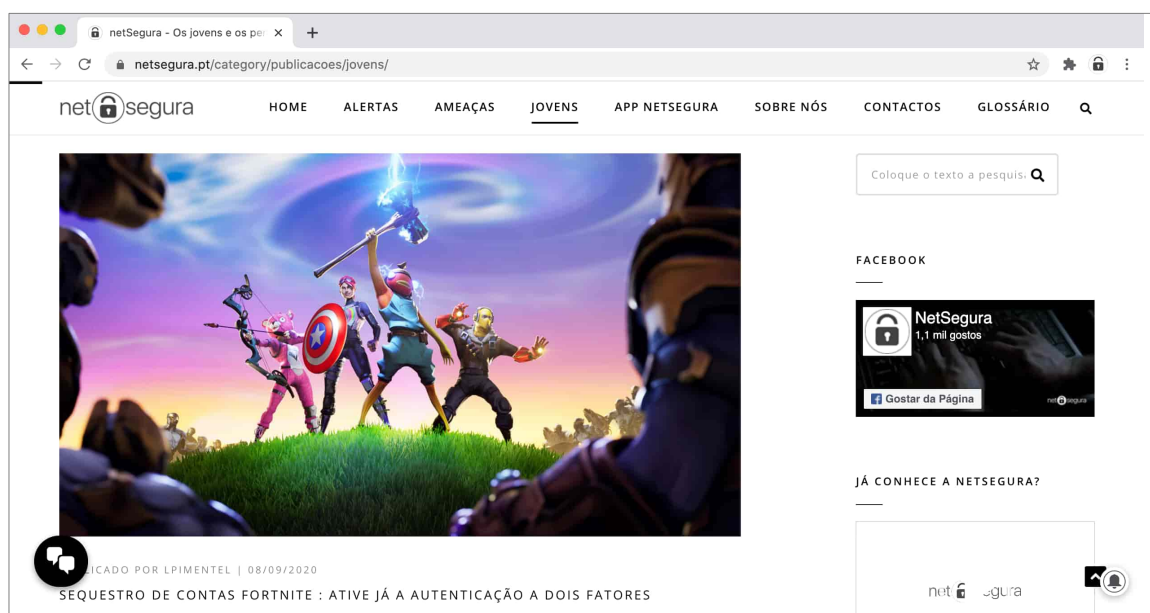 netSegura - Os jovens e os per
netsegura.pt/category/publicacoes/jovens/
net segura
HOME ALERTAS AMEAÇAS JOVENS APP NETSEGURA SOBRE NÓS CONTACTOS GLOSSÁRIO
Coloque o texto a pesquis
FACEBOOK
NetSegura
1,1 mil gostos
Gostar da Página
net segura
JÁ CONHECE A NETSEGURA?
POR LPIMENTEL | 08/09/2020
SEQUESTRO DE CONTAS FORTNITE : ATIVE JÁ A AUTENTICAÇÃO A DOIS FATORES